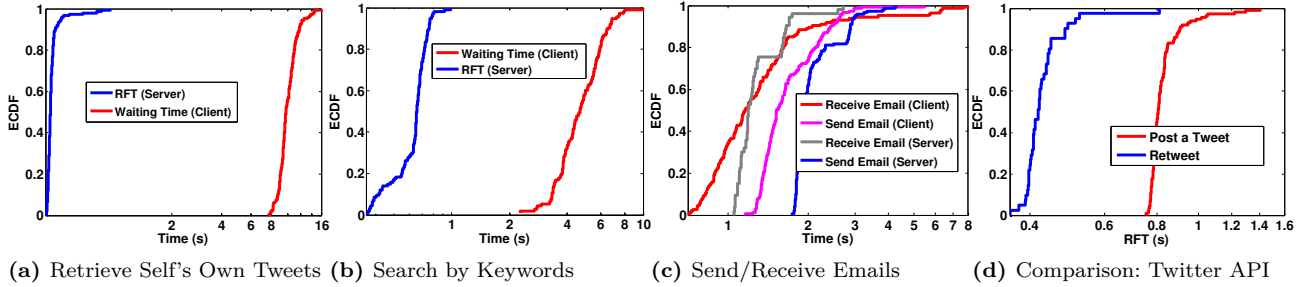 1
0.8
0.6
0.4
0.2
0
ECDF
RFT (Server)
Waiting Time (Client)
2 4 6 8 16
Time (s)
(a) Retrieve Self's Own Tweets
1
0.8
0.6
0.4
0.2
0
ECDF
Waiting Time (Client)
RFT (Server)
1 2 4 6 8 10
Time (s)
(b) Search by Keywords
1
0.8
0.6
0.4
0.2
0
ECDF
Receive Email (Client)
Send Email (Client)
Receive Email (Server)
Send Email (Server)
1 2 3 4 5 6 7 8
Time (s)
(c) Send/Receive Emails
1
0.8
0.6
0.4
0.2
0
ECDF
Post a Tweet
Retweet
0.4 0.6 0.8 1 1.2 1.4 1.6
RFT (s)
(d) Comparison: Twitter API